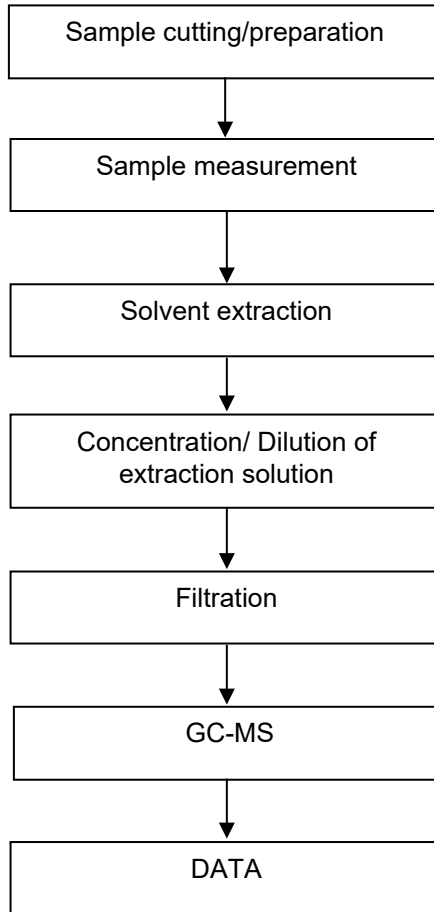 Sample cutting/preparation
Sample measurement
Solvent extraction
Concentration/ Dilution of
extraction solution
Filtration
GC-MS
DATA